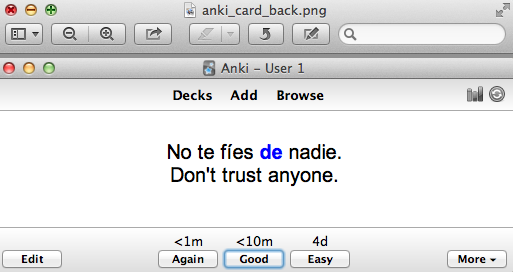 anki_card_back.png
Anki – User 1
Decks Add Browse
No te fíes de nadie.
Don't trust anyone.
<1m <10m 4d
Edit Again Good Easy More